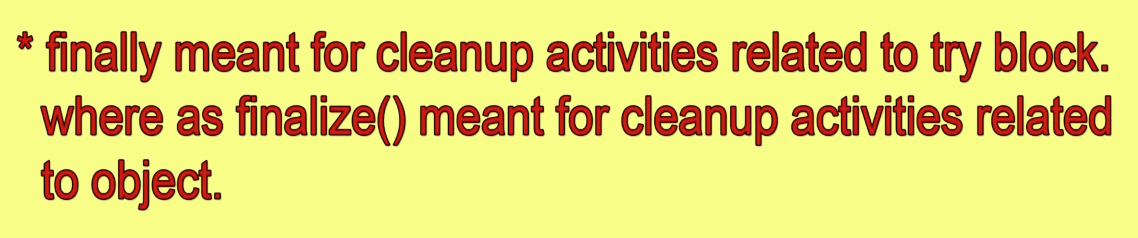 * finally meant for cleanup activities related to try block.
where as finalize() meant for cleanup activities related
to object.